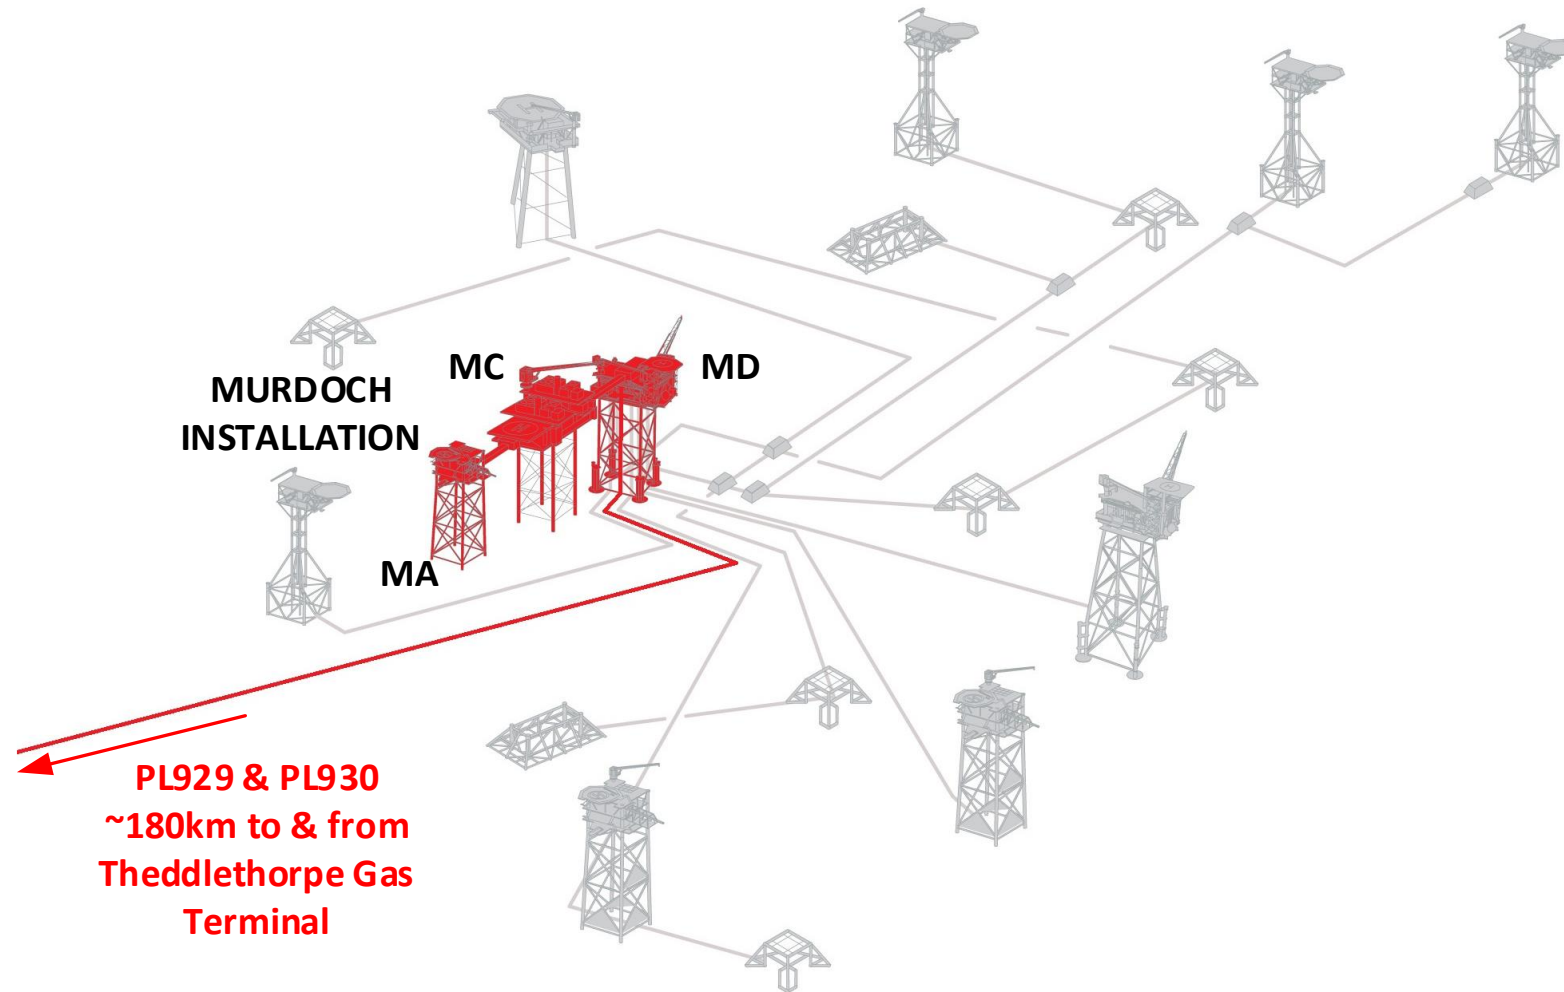 MC
MD
MURDOCH
INSTALLATION
MA
PL929 & PL930
~180km to & from
Theddlethorpe Gas
Terminal